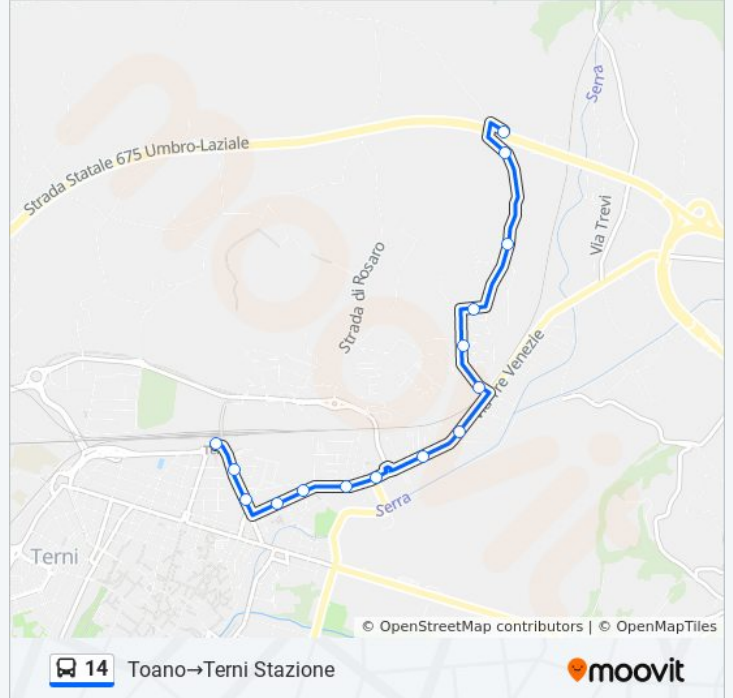 Serra
Strada Statale 675 Umbro-Laziale
Via Trevi
Strada di Rosaro
Tre Venezie
Serra
Terni
© OpenStreetMap contributors | © OpenMapTiles
14 Toano→Terni Stazione
moovit